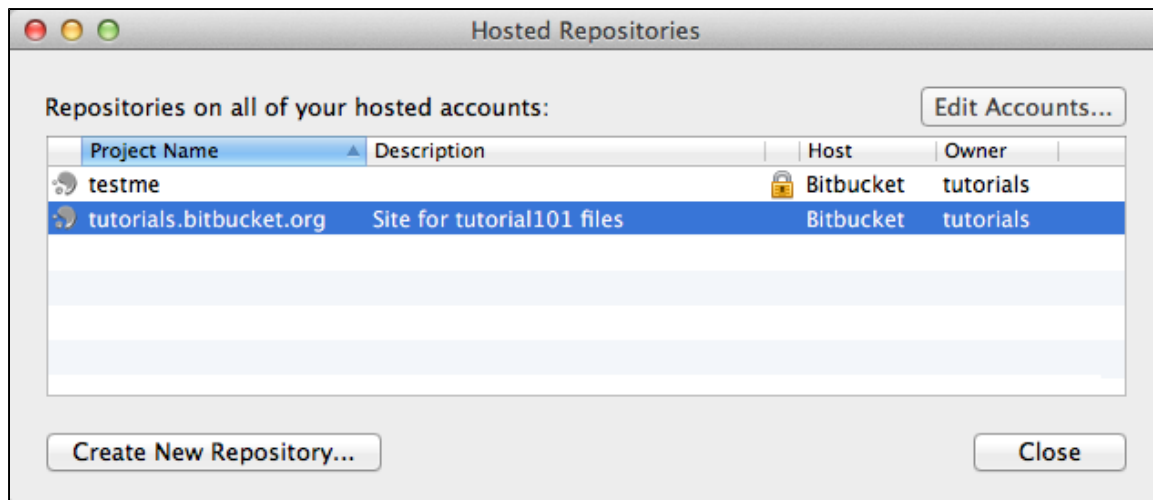 Hosted Repositories
Repositories on all of your hosted accounts:
Edit Accounts...
Project Name Description Host Owner
testme Bitbucket tutorials
tutorials.bitbucket.org Site for tutorial101 files Bitbucket tutorials
Create New Repository...
Close